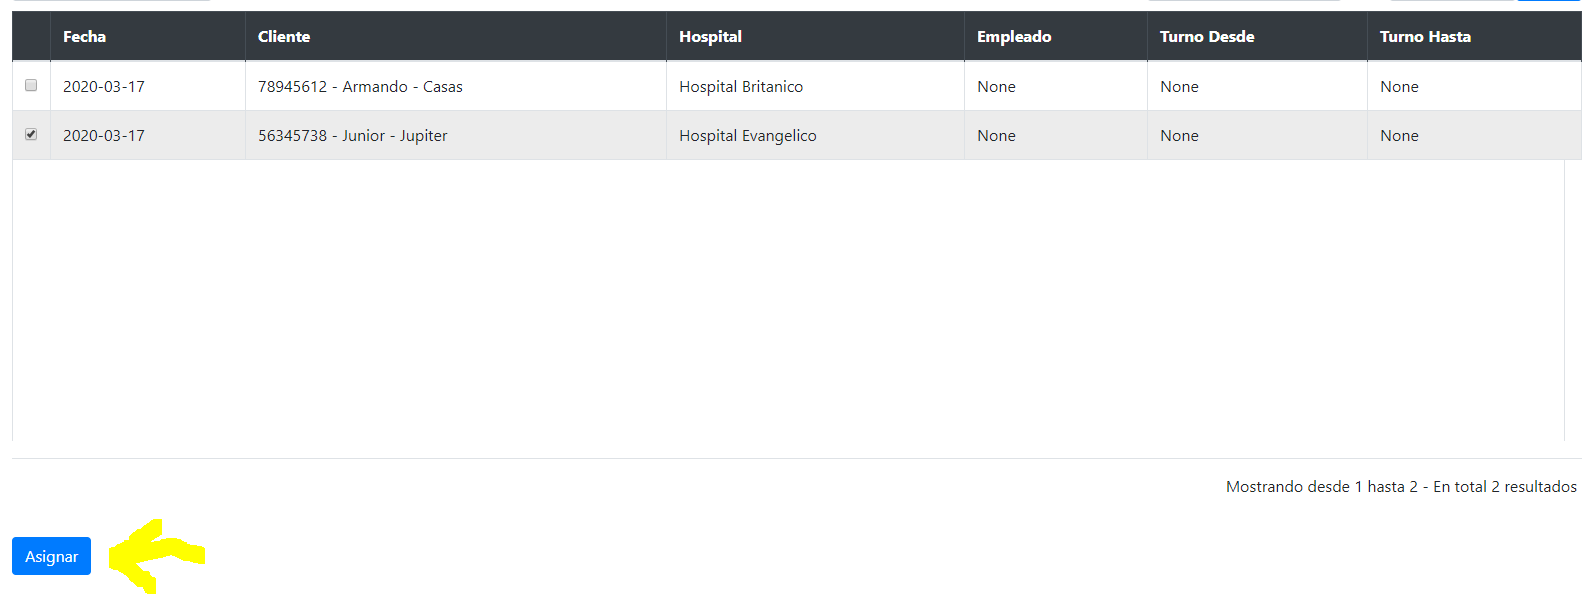 Fecha Cliente Hospital Empleado Turno Desde Turno Hasta
2020-03-17 78945612 - Armando - Casas Hospital Britanico None None None
2020-03-17 56345738 - Junior - Jupiter Hospital Evangelico None None None
Mostrando desde 1 hasta 2 - En total 2 resultados
Asignar